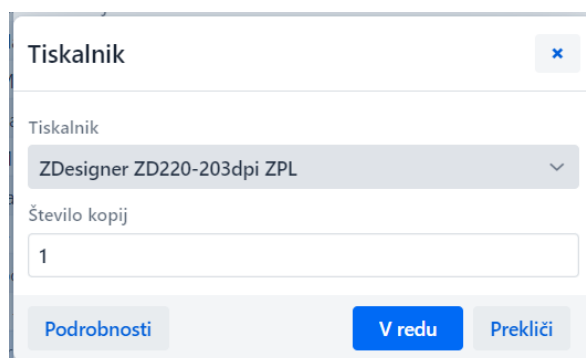 Tiskalnik
Tiskalnik
ZDesigner ZD220-203dpi ZPL
Število kopij
1
Podrobnosti
V redu
Prekliči